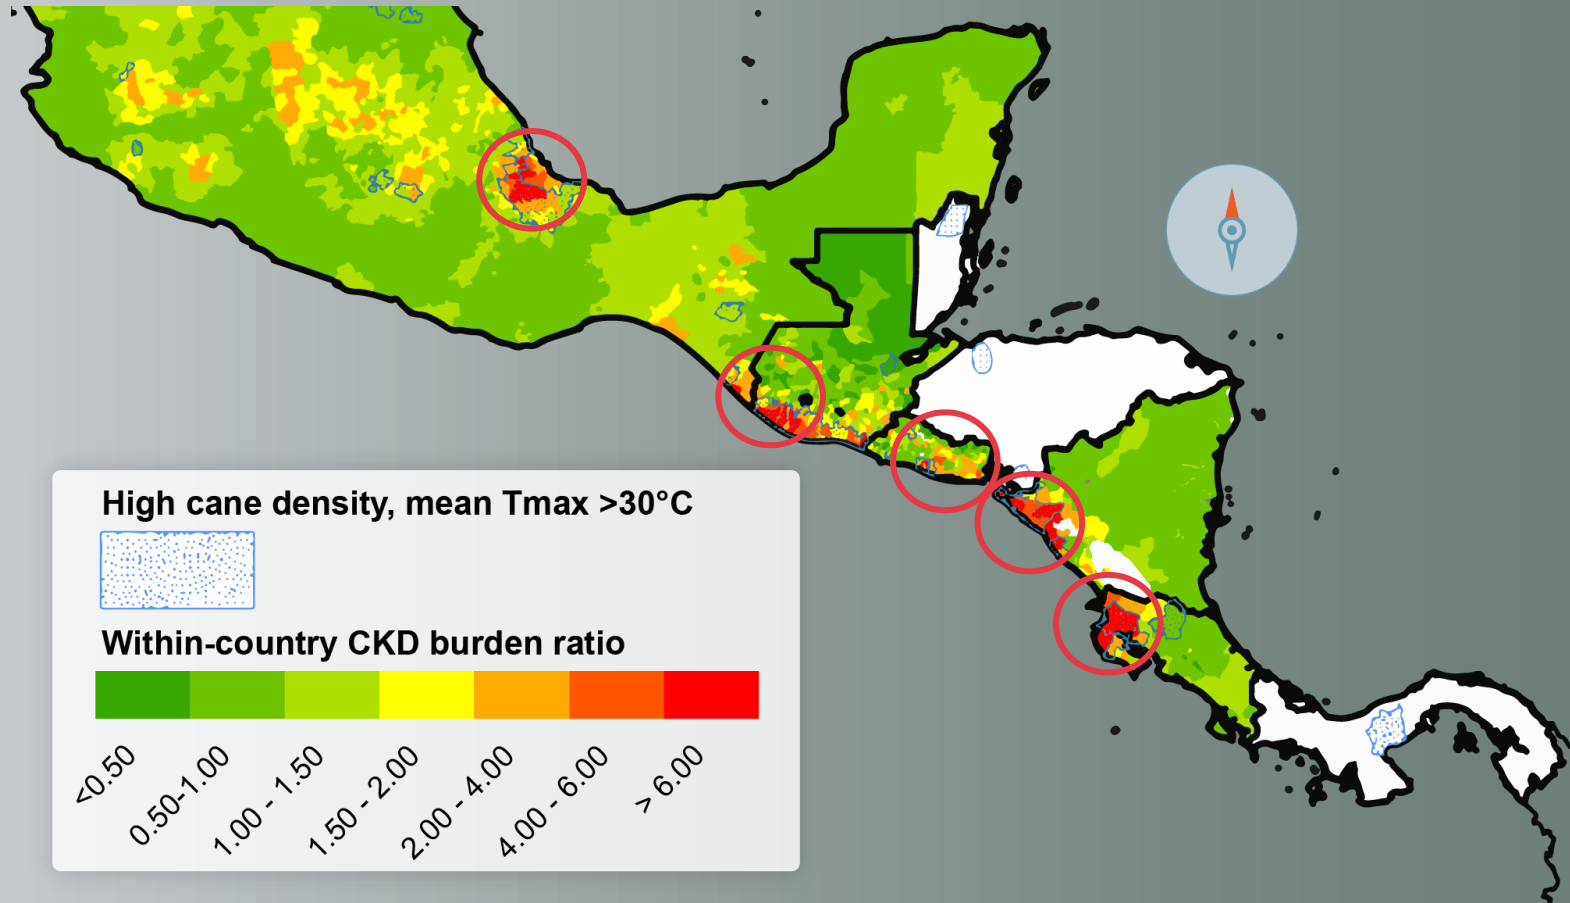 High cane density, mean Tmax >30°C
Within-country CKD burden ratio
<0.50
0.50-1.00
1.00 - 1.50
1.50 - 2.00
2.00 - 4.00
4.00 - 6.00
> 6.00